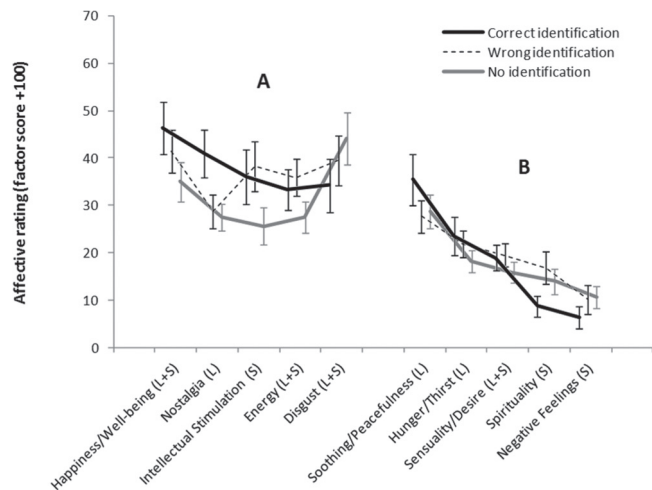 70
60
50
40
30
20
10
0
Affective rating (factor score +100)
Correct identification
Wrong identification
No identification
A
B
Happiness/Well-being (L+S)
Nostalgia (L)
Intellectual Stimulation (S)
Energy (L+S)
Disgust (L+S)
Soothing/Peacefulness (L)
Hunger/Thirst (L)
Sensuality/Desire (L+S)
Spirituality (S)
Negative Feelings (S)